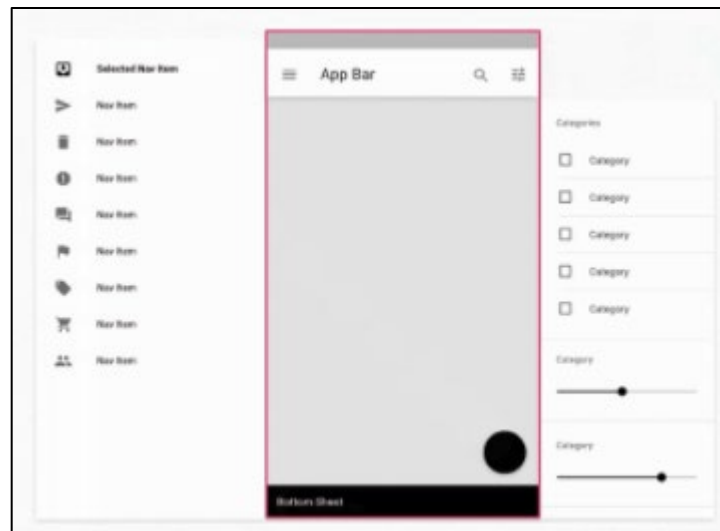 Selected Nav Item
Nav Item
Nav Item
Nav Item
Nav Item
Nav Item
Nav Item
Nav Item
Nav Item
App Bar
Bottom Sheet
Categories
Category
Category
Category
Category
Category
Category
Category